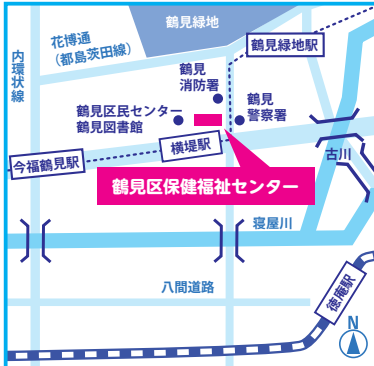 鶴見緑地
花博通
(都島茨田線)
内環状線
鶴見緑地駅
鶴見
消防署
鶴見
警察署
鶴見区民センター
鶴見図書館
横堤駅
今福鶴見駅
古川
鶴見区保健福祉センター
寝屋川
八間道路
徳庵駅
N